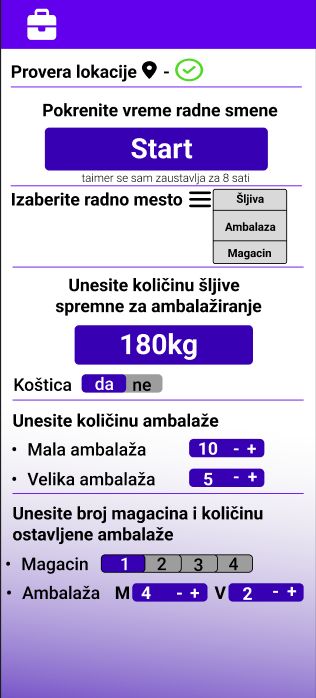 Provera lokacije -
Pokrenite vreme radne smene
Start
taimer se sam zaustavlja za 8 sati
Izaberite radno mesto
Šljiva
Ambalaza
Magacin
Unesite količinu šljive
spremne za ambalažiranje
180kg
Koštica da ne
Unesite količinu ambalaže
• Mala ambalaža 10 - +
• Velika ambalaža 5 - +
Unesite broj magacina i količinu
ostavljene ambalaže
• Magacin 1 2 3 4
• Ambalaža M 4 - + V 2 - +